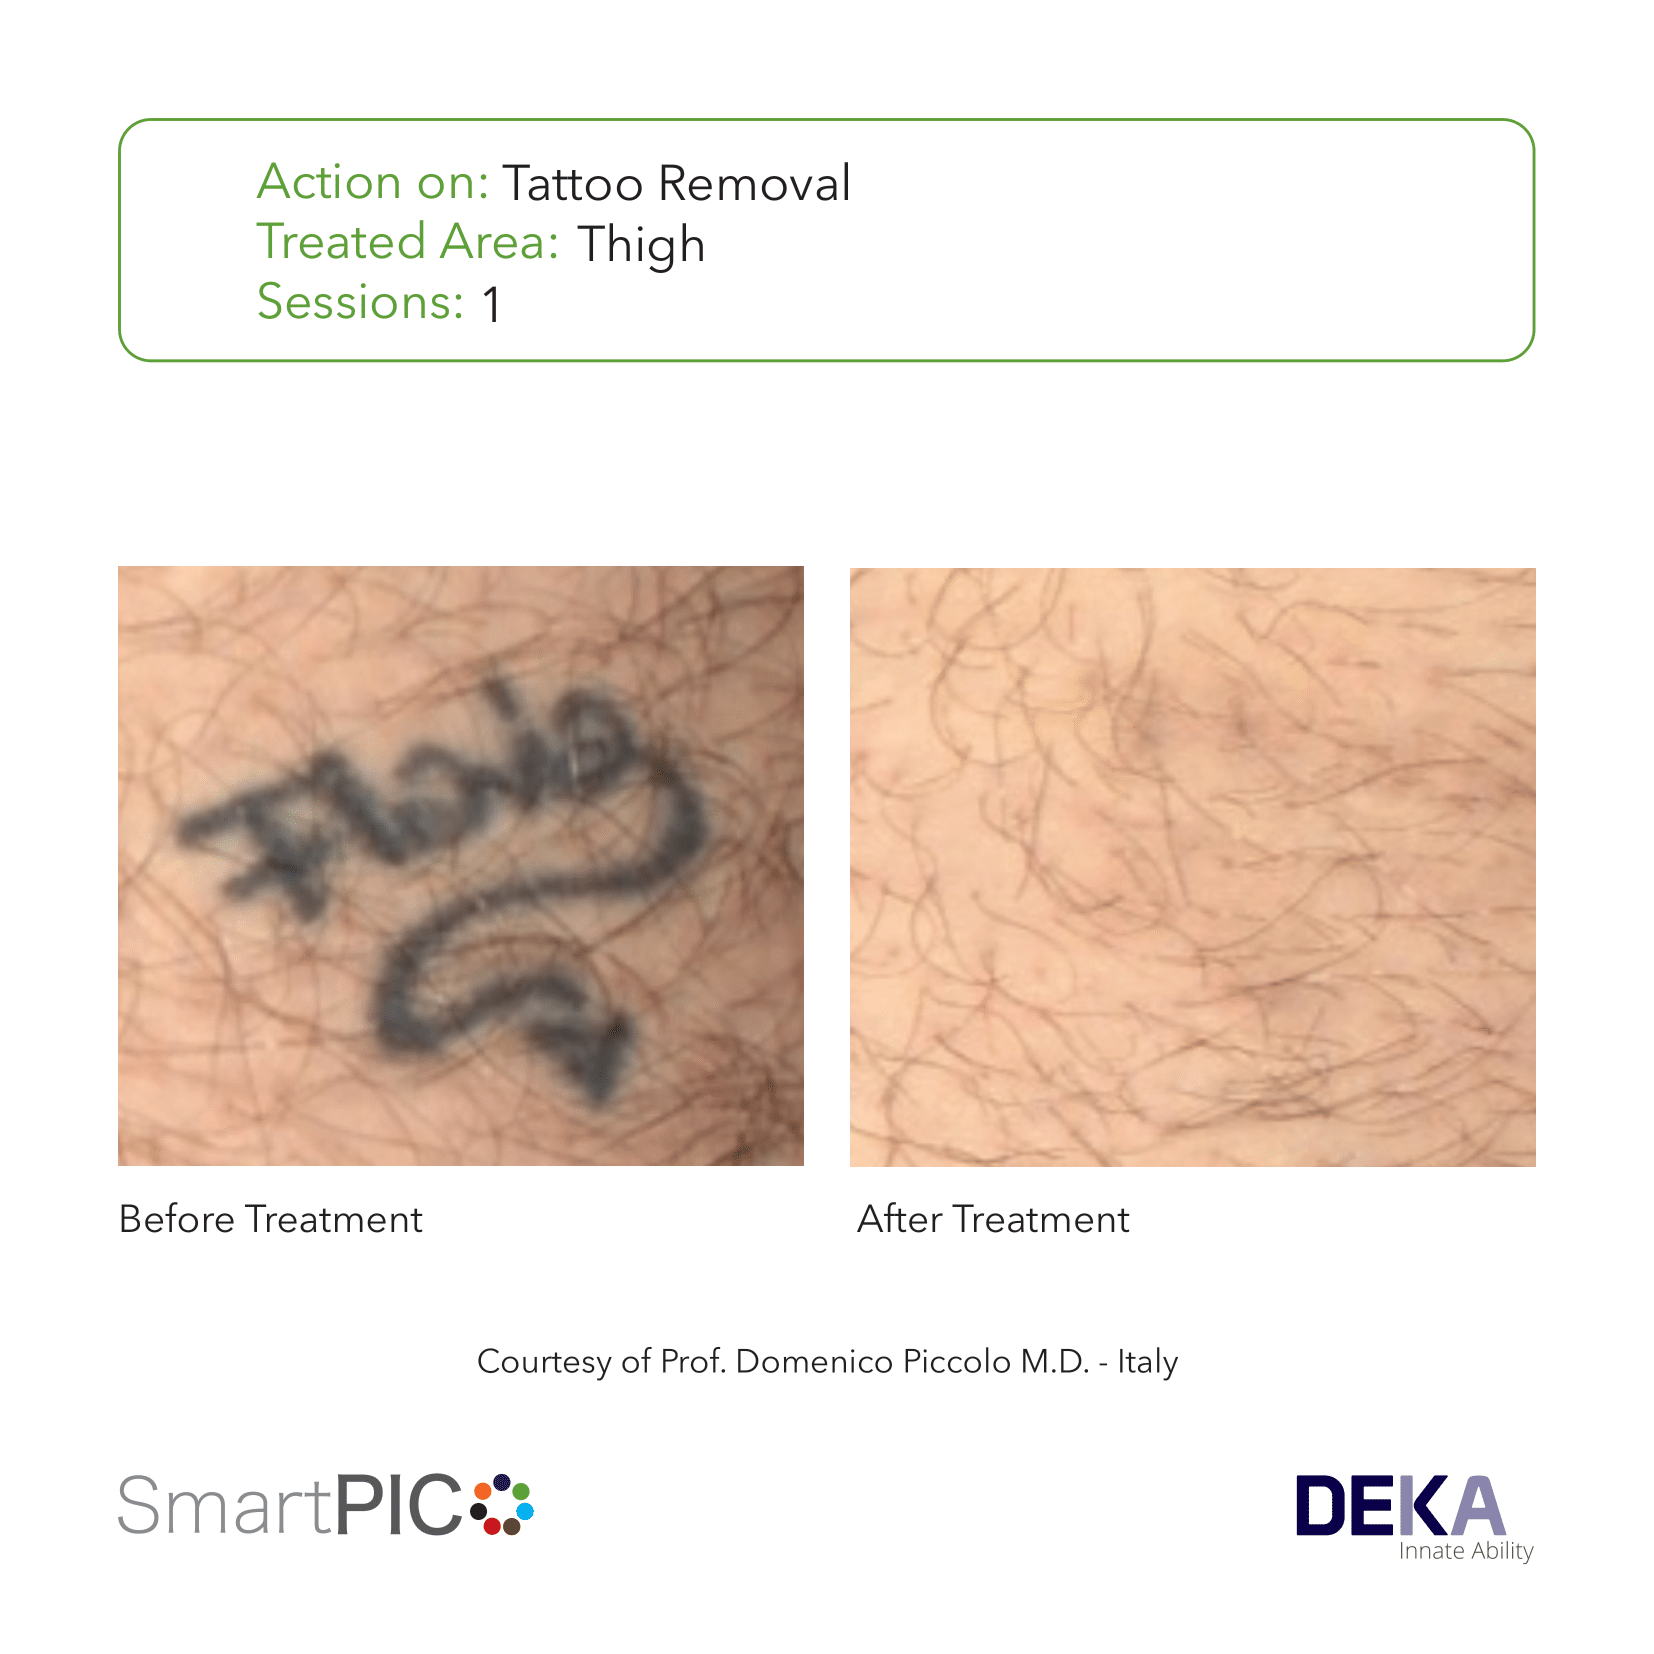 Action on: Tattoo Removal
Treated Area: Thigh
Sessions: 1
Before Treatment
After Treatment
Courtesy of Prof. Domenico Piccolo M.D. - Italy
SmartPICO
DEKA
Innate Ability